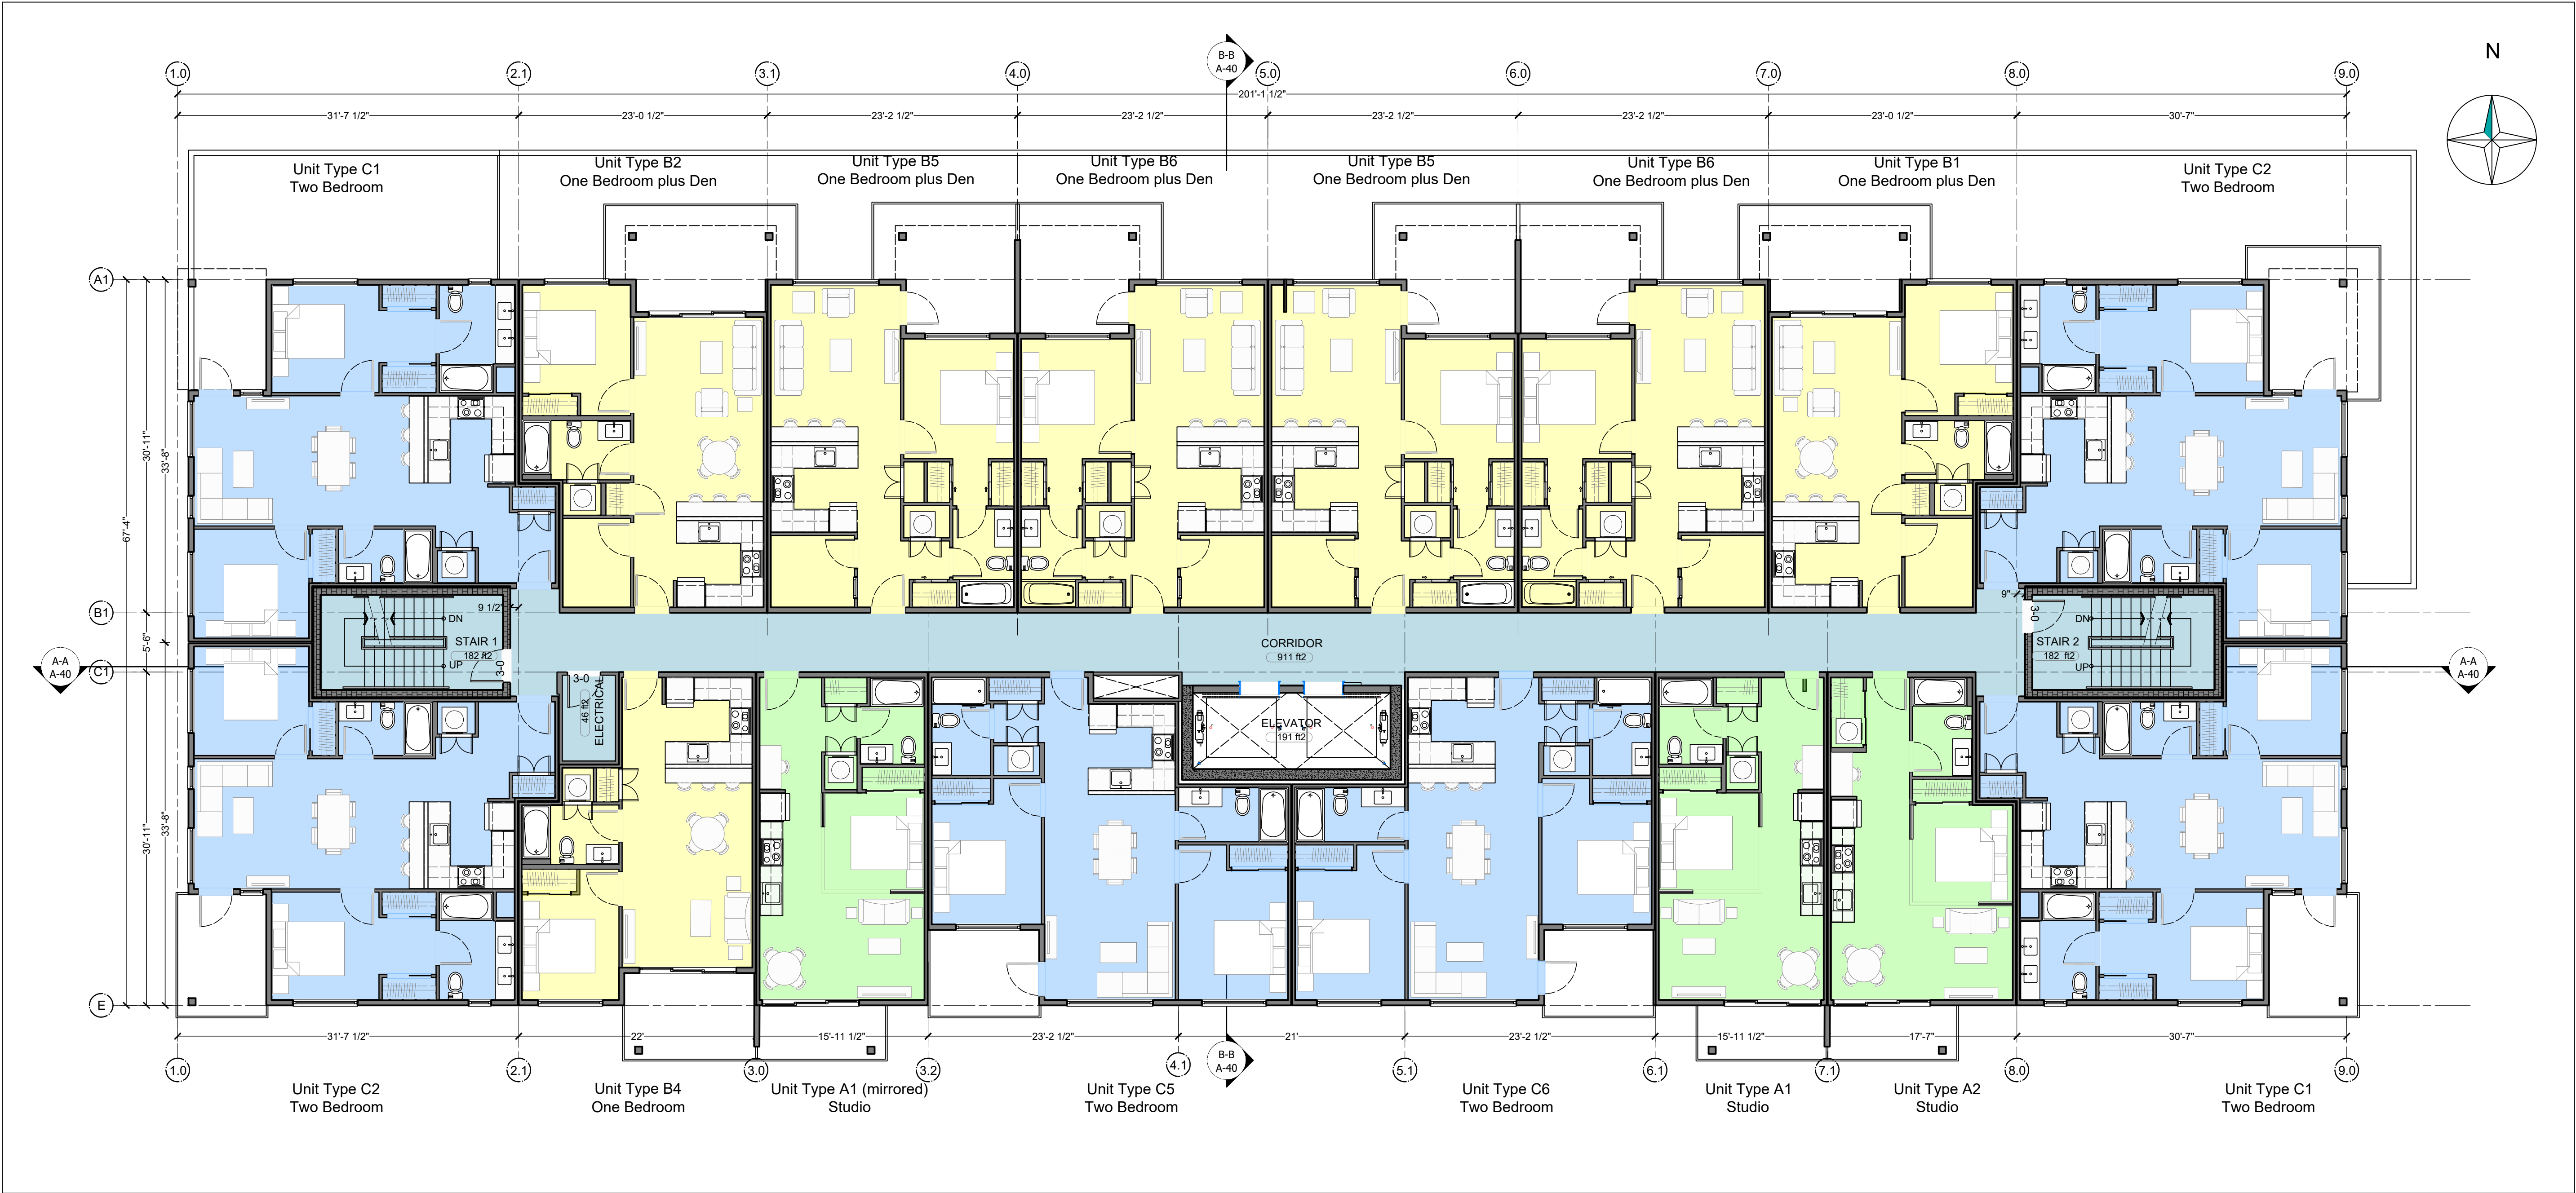 N
B-B
A-40
1.0
2.1
3.1
4.0
5.0
6.0
7.0
8.0
9.0
201'-1 1/2"
31'-7 1/2"
23'-0 1/2"
23'-2 1/2"
23'-2 1/2"
23'-2 1/2"
23'-2 1/2"
23'-0 1/2"
30'-7"
Unit Type C1
Two Bedroom
Unit Type B2
One Bedroom plus Den
Unit Type B5
One Bedroom plus Den
Unit Type B6
One Bedroom plus Den
Unit Type B5
One Bedroom plus Den
Unit Type B6
One Bedroom plus Den
Unit Type B1
One Bedroom plus Den
Unit Type C2
Two Bedroom
A1
30'-11"
33'-8"
67'-4"
B1
9 1/2"
DN
STAIR 1
182 ft2
UP
3-0
5'-6"
A-A
A-40
C1
CORRIDOR
911 ft2
9"
3-0
DN
STAIR 2
182 ft2
UP
A-A
A-40
3-0
46 ft2
ELECTRICAL
ELEVATOR
191 ft2
30'-11"
33'-8"
E
31'-7 1/2"
22'
15'-11 1/2"
23'-2 1/2"
21'
23'-2 1/2"
15'-11 1/2"
17'-7"
30'-7"
1.0
2.1
3.0
3.2
4.1
B-B
A-40
5.1
6.1
7.1
8.0
9.0
Unit Type C2
Two Bedroom
Unit Type B4
One Bedroom
Unit Type A1 (mirrored)
Studio
Unit Type C5
Two Bedroom
Unit Type C6
Two Bedroom
Unit Type A1
Studio
Unit Type A2
Studio
Unit Type C1
Two Bedroom